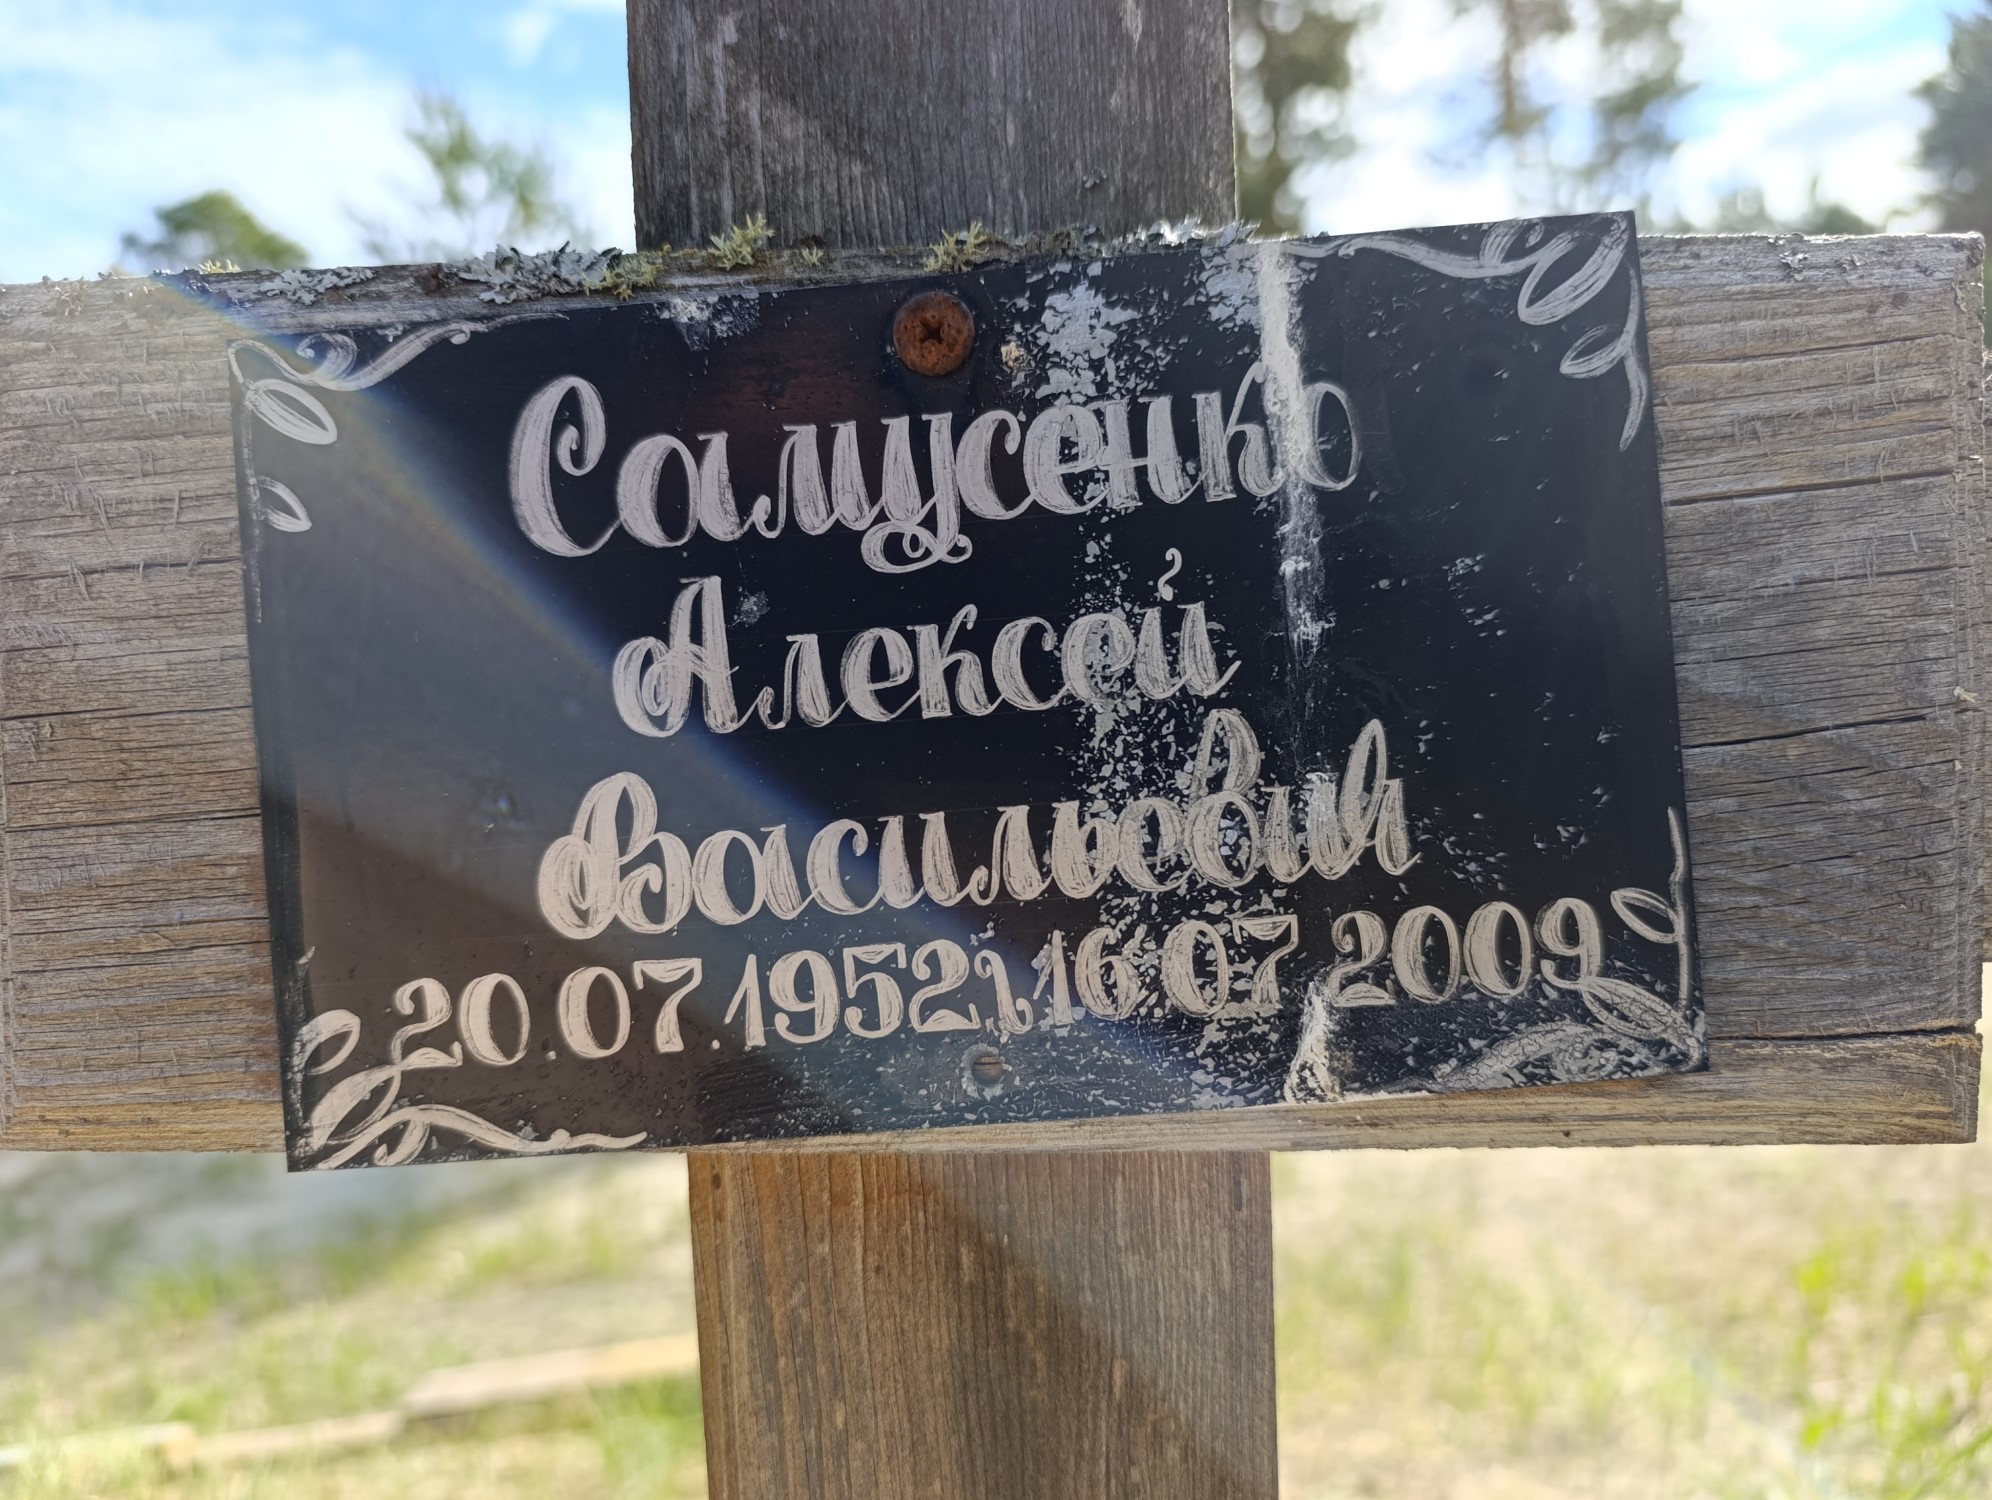 Самусенко
Алексей
Васильевич
20.07.1952г 16 07 2009